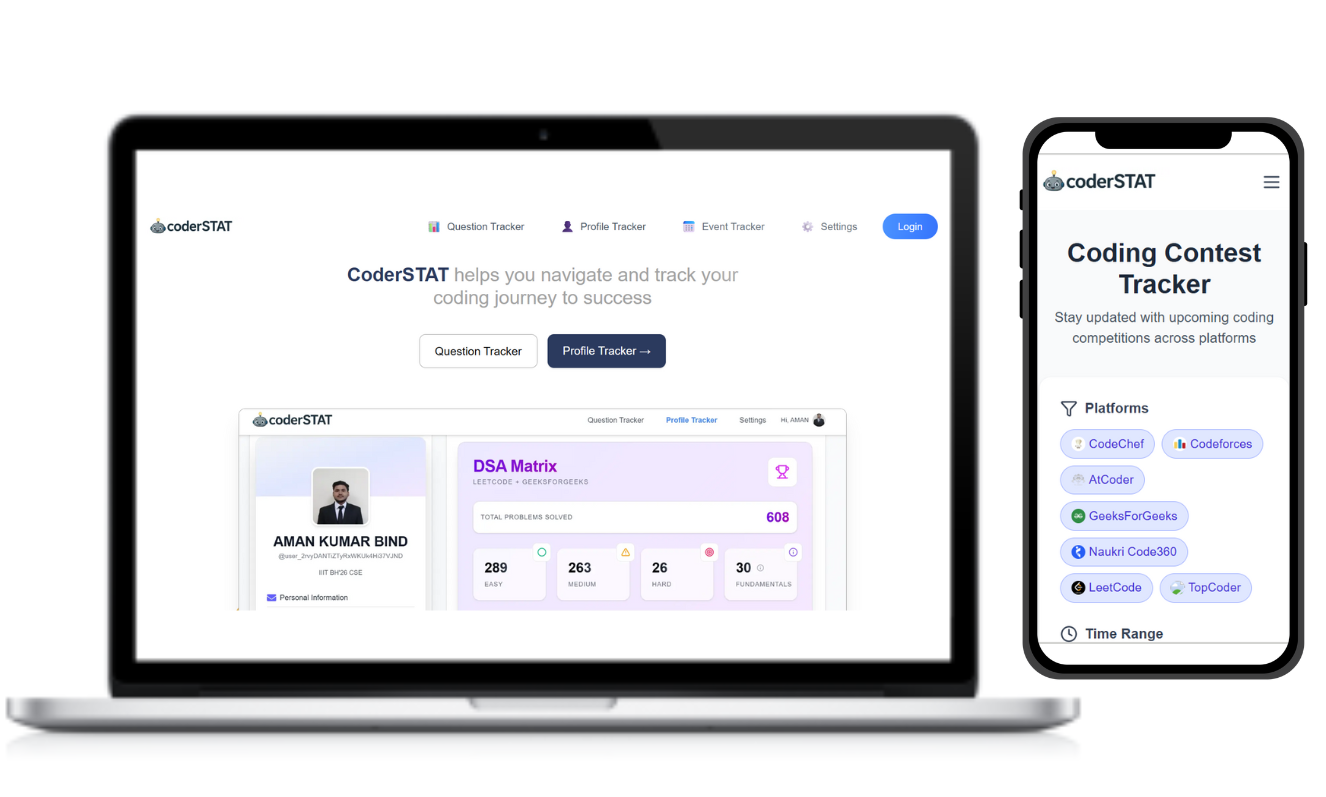 coderSTAT
Question Tracker
Profile Tracker
Event Tracker
Settings
Login
CoderSTAT helps you navigate and track your
coding journey to success
Question Tracker
Profile Tracker →
coderSTAT
Question Tracker
Profile Tracker
Settings
Hi, AMAN
AMAN KUMAR BIND
IIIT BH'26 CSE
Personal Information
DSA Matrix
LEETCODE + GEEKSFORGEEKS
TOTAL PROBLEMS SOLVED
608
289
EASY
263
MEDIUM
26
HARD
30
FUNDAMENTALS
coderSTAT
Coding Contest
Tracker
Stay updated with upcoming coding
competitions across platforms
Platforms
CodeChef
Codeforces
AtCoder
GeeksForGeeks
Naukri Code360
LeetCode
TopCoder
Time Range